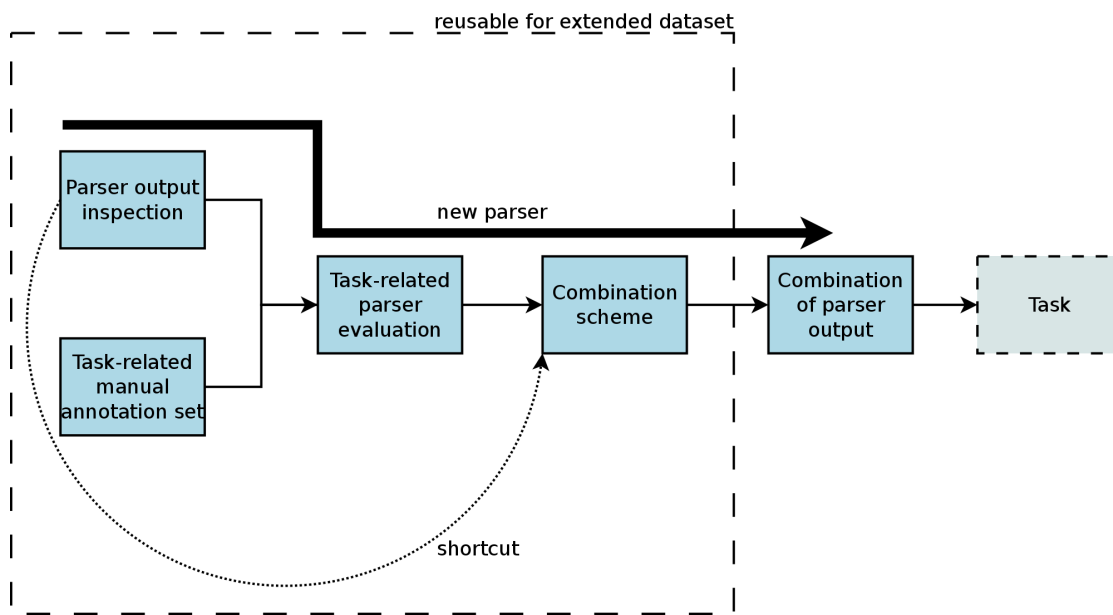 reusable for extended dataset
Parser output
inspection
new parser
Task-related
parser
evaluation
Combination
scheme
Combination
of parser
output
Task
Task-related
manual
annotation set
shortcut